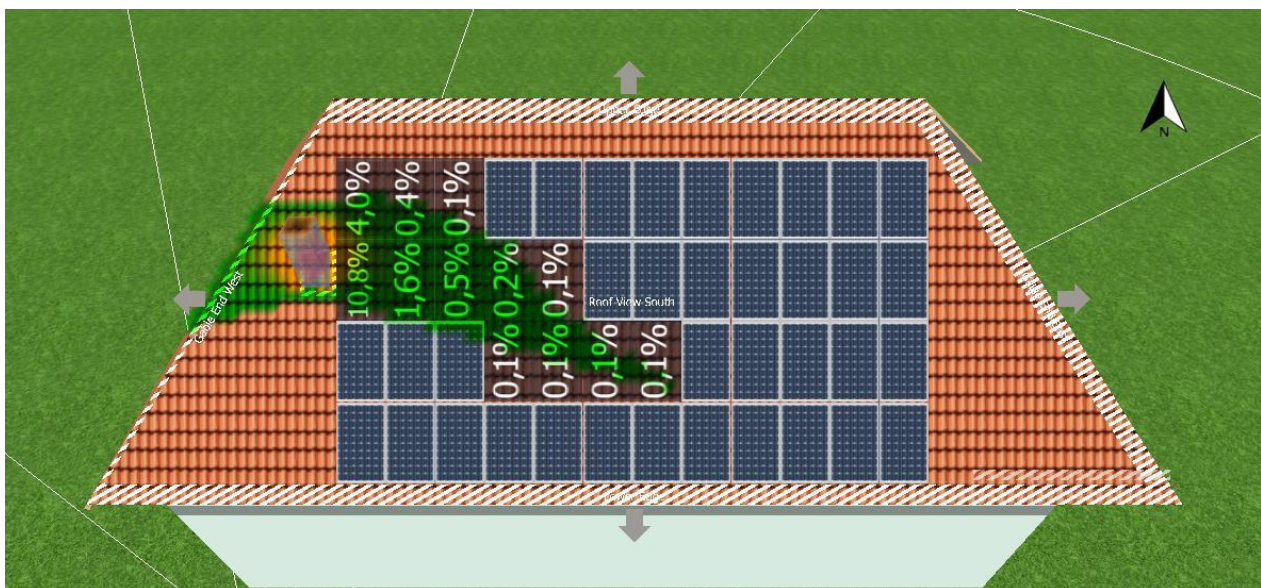 N
4,0% 0,4% 0,1%
10,8% 1,6% 0,5% 0,2% 0,1%
Roof View South
Gable End West
0,1% 0,1% 0,1% 0,1%